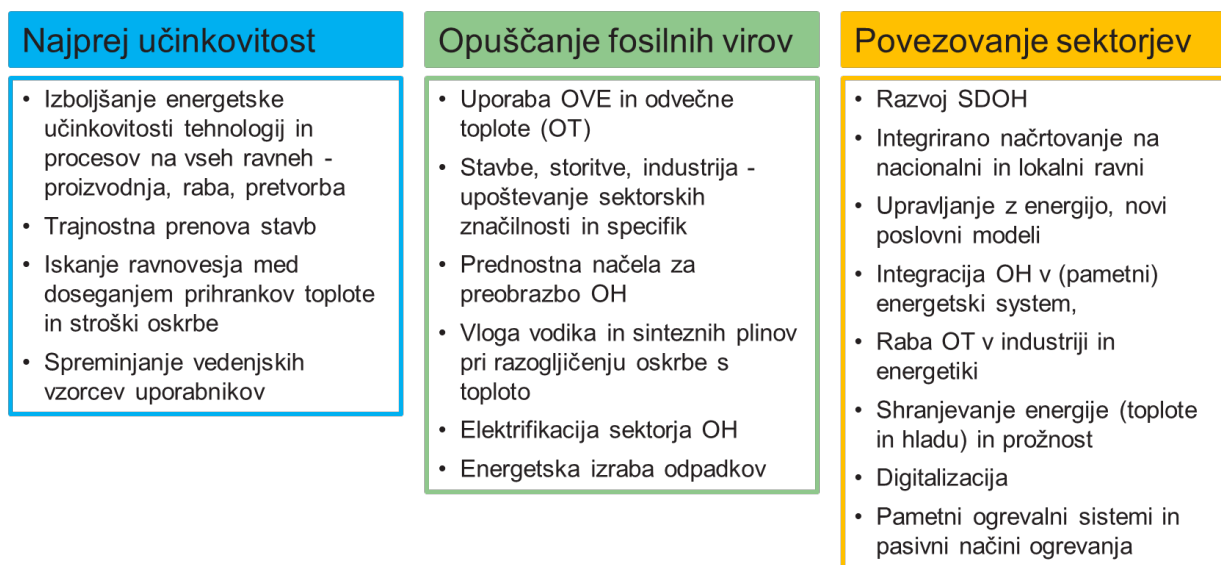 Najprej učinkovitost
• Izboljšanje energetske
učinkovitosti tehnologij in
procesov na vseh ravneh -
proizvodnja, raba, pretvorba
• Trajnostna prenova stavb
• Iskanje ravnovesja med
doseganjem prihrankov toplote
in stroški oskrbe
• Spreminjanje vedenjskih
vzorcev uporabnikov
Opuščanje fosilnih virov
• Uporaba OVE in odvečne
toplote (OT)
• Stavbe, storitve, industrija -
upoštevanje sektorskih
značilnosti in specifik
• Prednostna načela za
preobrazbo OH
• Vloga vodika in sinteznih plinov
pri razogljičenju oskrbe s
toploto
• Elektrifikacija sektorja OH
• Energetska izraba odpadkov
Povezovanje sektorjev
• Razvoj SDOH
• Integrirano načrtovanje na
nacionalni in lokalni ravni
• Upravljanje z energijo, novi
poslovni modeli
• Integracija OH v (pametni)
energetski system,
• Raba OT v industriji in
energetiki
• Shranjevanje energije (toplote
in hladu) in prožnost
• Digitalizacija
• Pametni ogrevalni sistemi in
pasivni načini ogrevanja